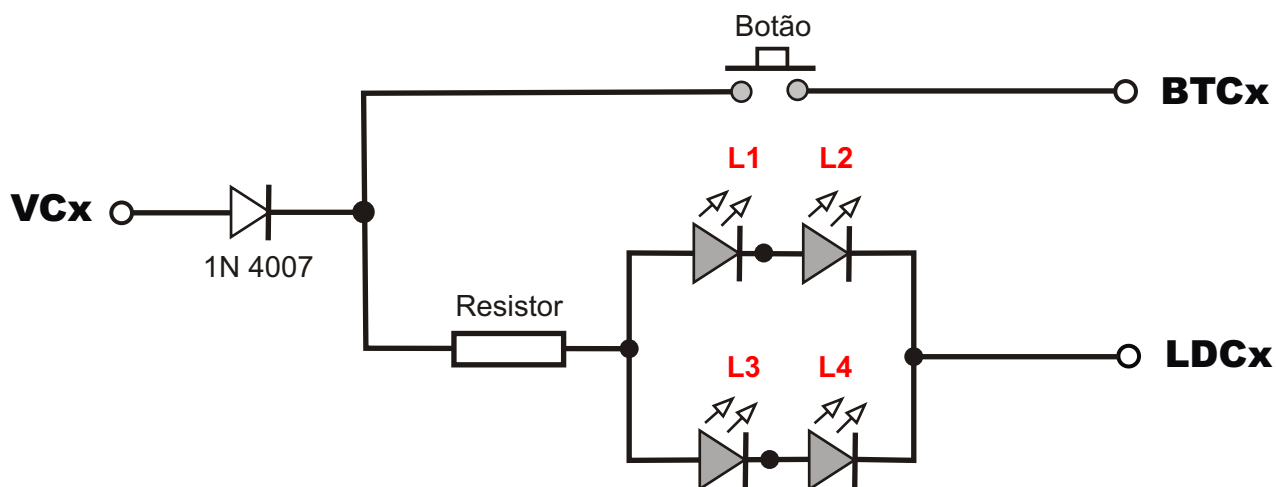 Botão
BTCx
L1
L2
VCx
1N 4007
Resistor
L3
L4
LDCx